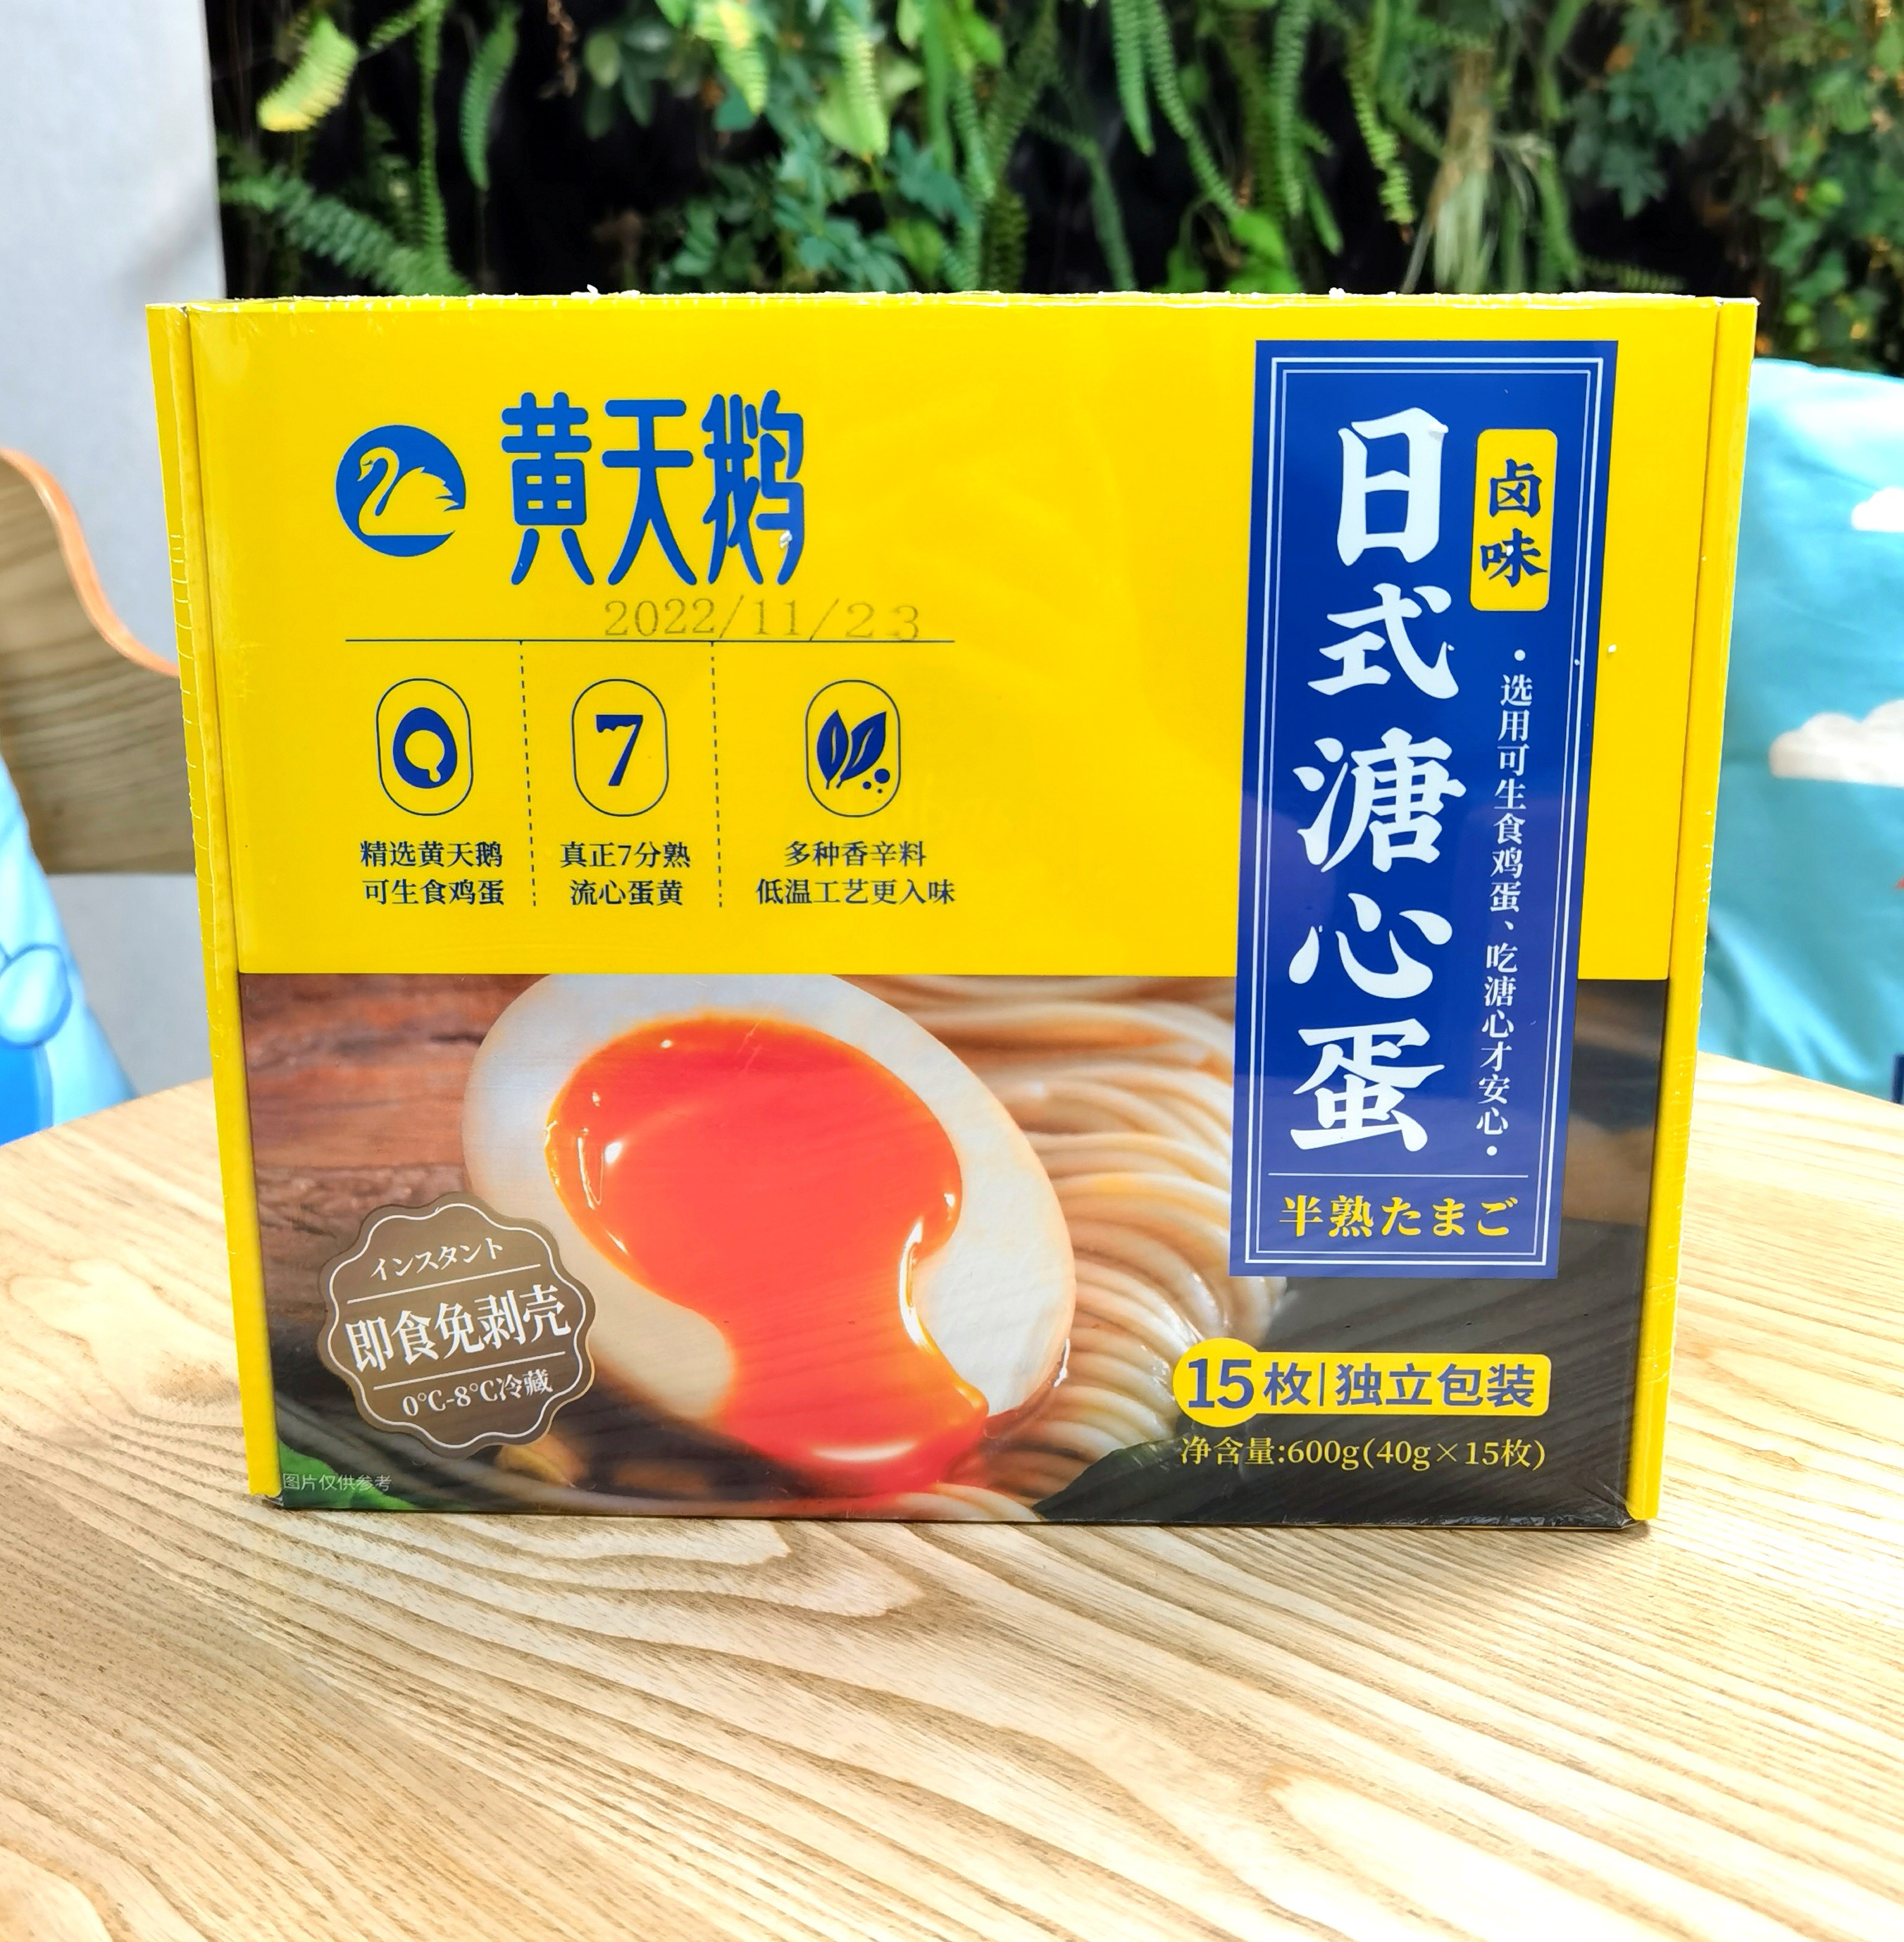 黄天鹅
2022/11/23
精选黄天鹅
可生食鸡蛋
真正7分熟
流心蛋黄
多种香辛料
低温工艺更入味
卤味
日式溏心蛋
·选用可生食鸡蛋、吃溏心才安心·
半熟たまご
インスタント
即食免剥壳
0℃-8℃冷藏
15枚|独立包装
净含量:600g(40g×15枚)
图片仅供参考